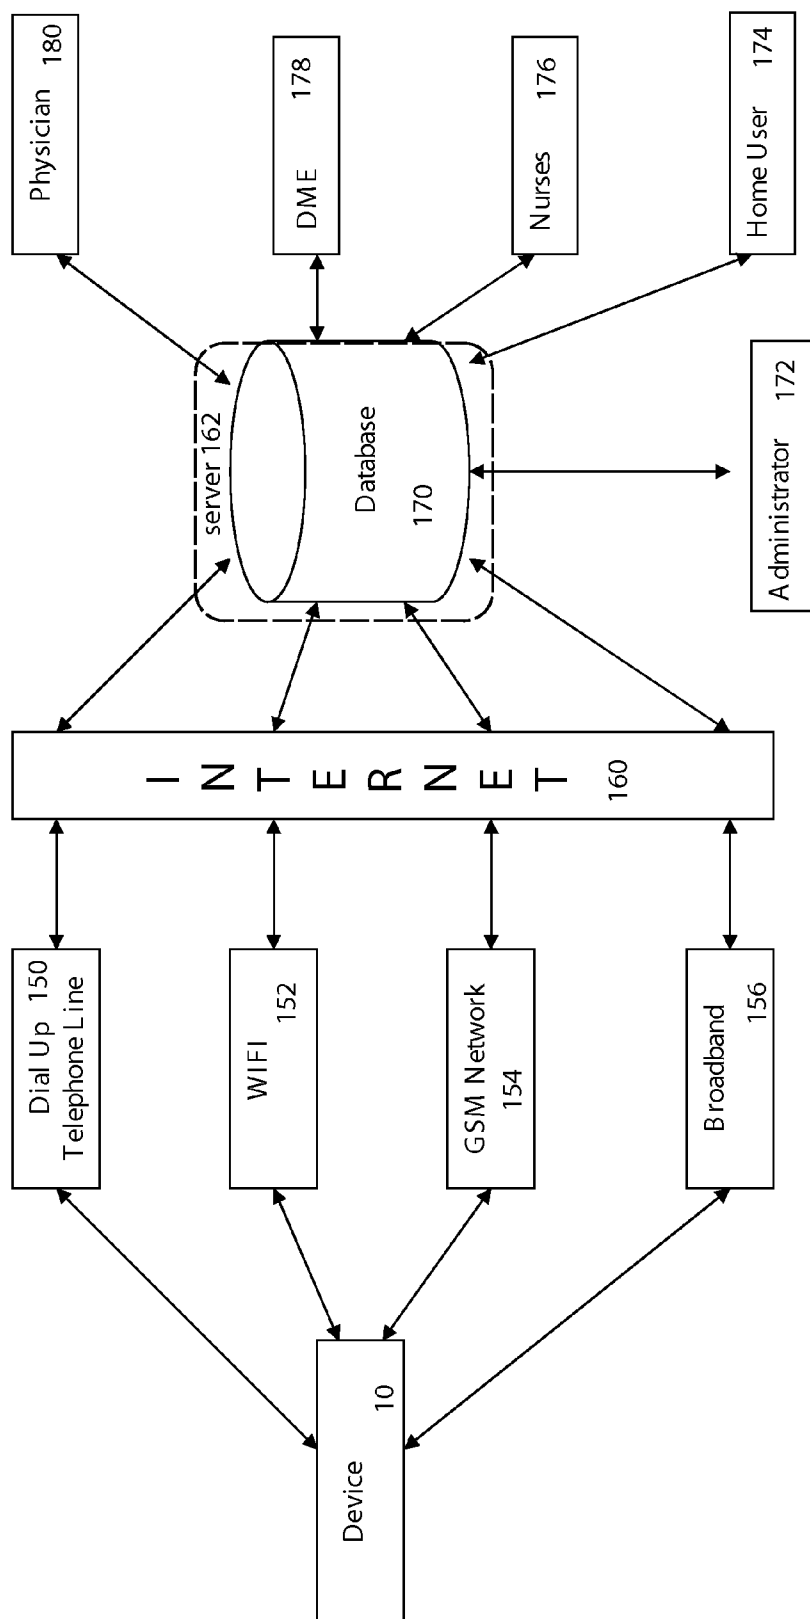 Device
10
Dial Up 150
Telephone Line
WIFI
152
GSM Network
154
Broadband
156
INTERNET
160
server 162
Database
170
Administrator 172
Physician 180
DME 178
Nurses 176
Home User 174